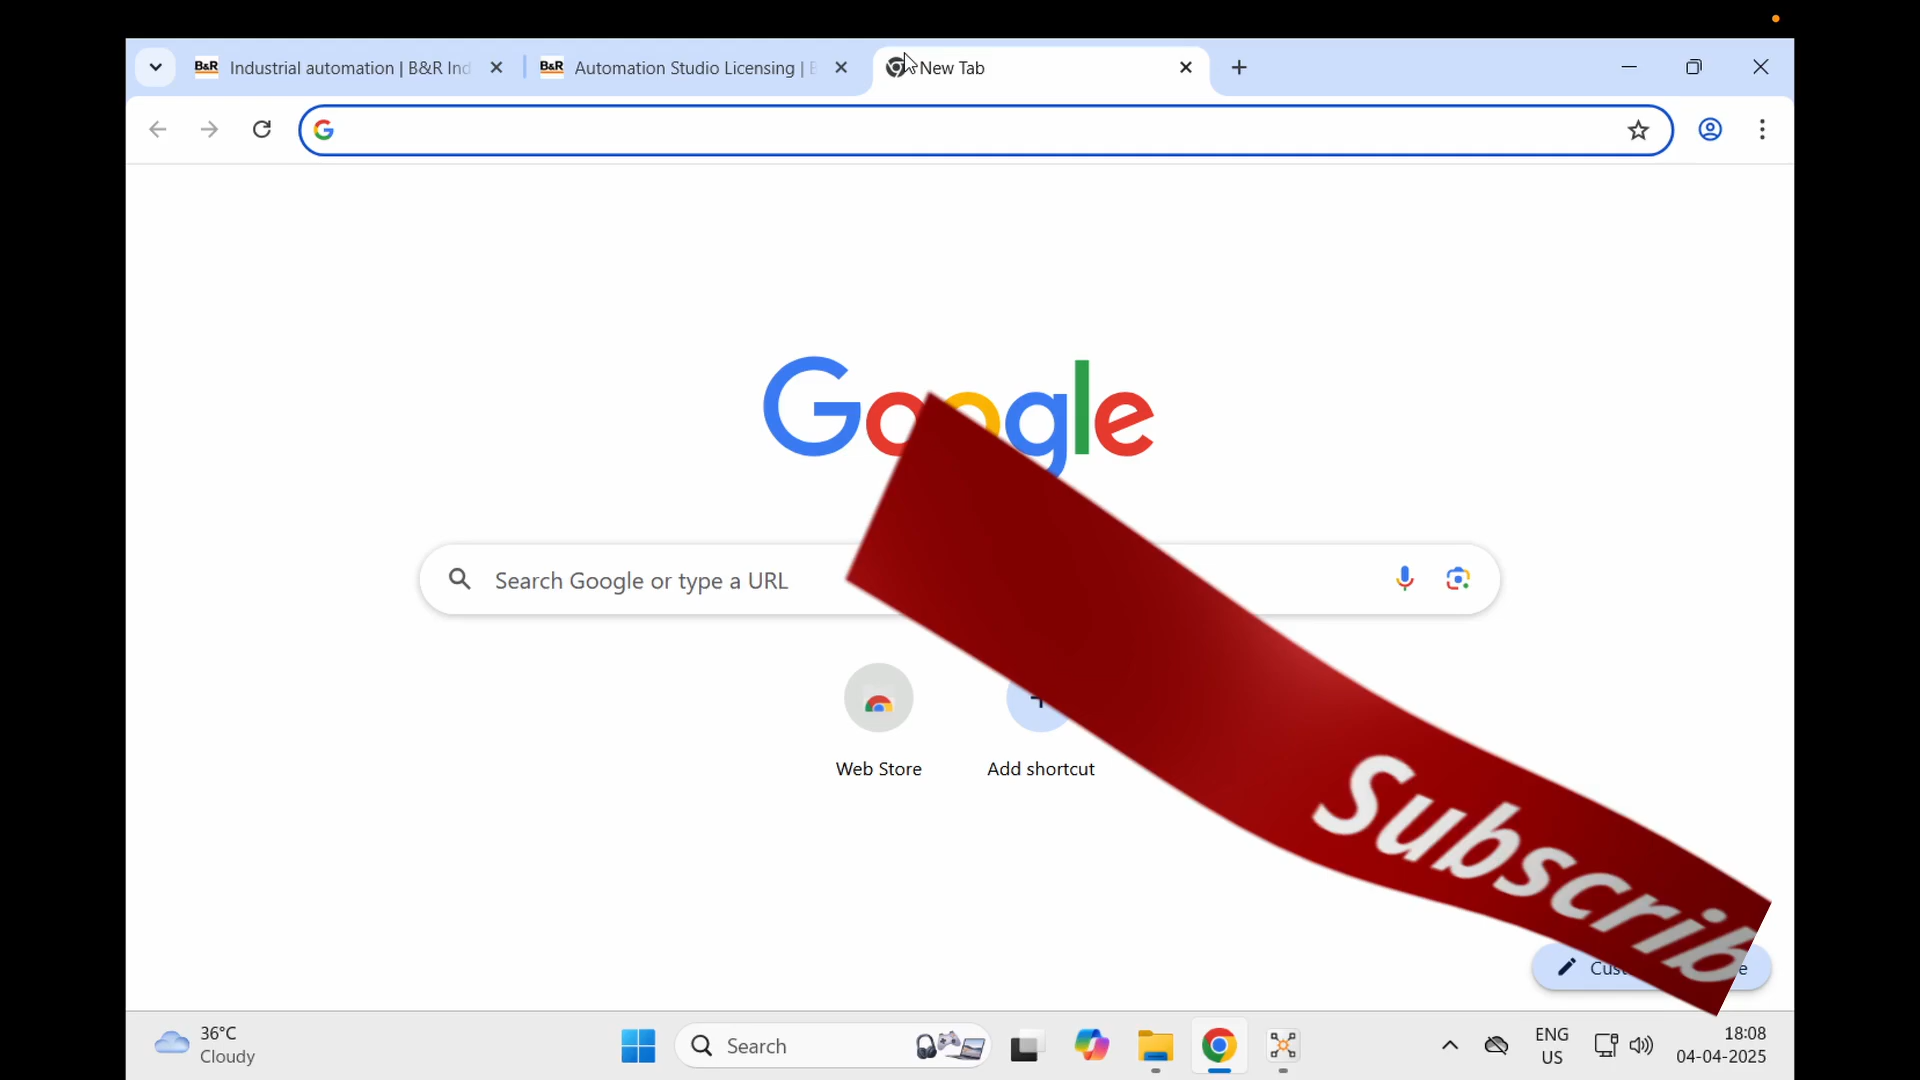 B&R Industrial automation | B&R Ind
B&R Automation Studio Licensing |
New Tab
Google
Search Google or type a URL
Web Store
Add shortcut
Subscrib
36°C
Cloudy
Search
ENG
US
18:08
04-04-2025